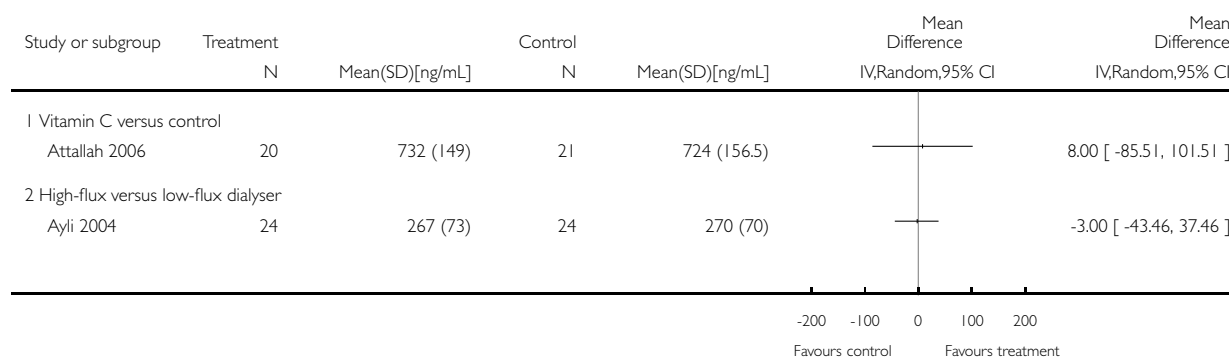 Study or subgroup Treatment Control Mean Difference Mean Difference
N Mean(SD)[ng/mL] N Mean(SD)[ng/mL] IV,Random,95% CI IV,Random,95% CI
1 Vitamin C versus control
Attallah 2006 20 732 (149) 21 724 (156.5) 8.00 [ -85.51, 101.51 ]
2 High-flux versus low-flux dialyser
Ayli 2004 24 267 (73) 24 270 (70) -3.00 [ -43.46, 37.46 ]
-200 -100 0 100 200
Favours control Favours treatment